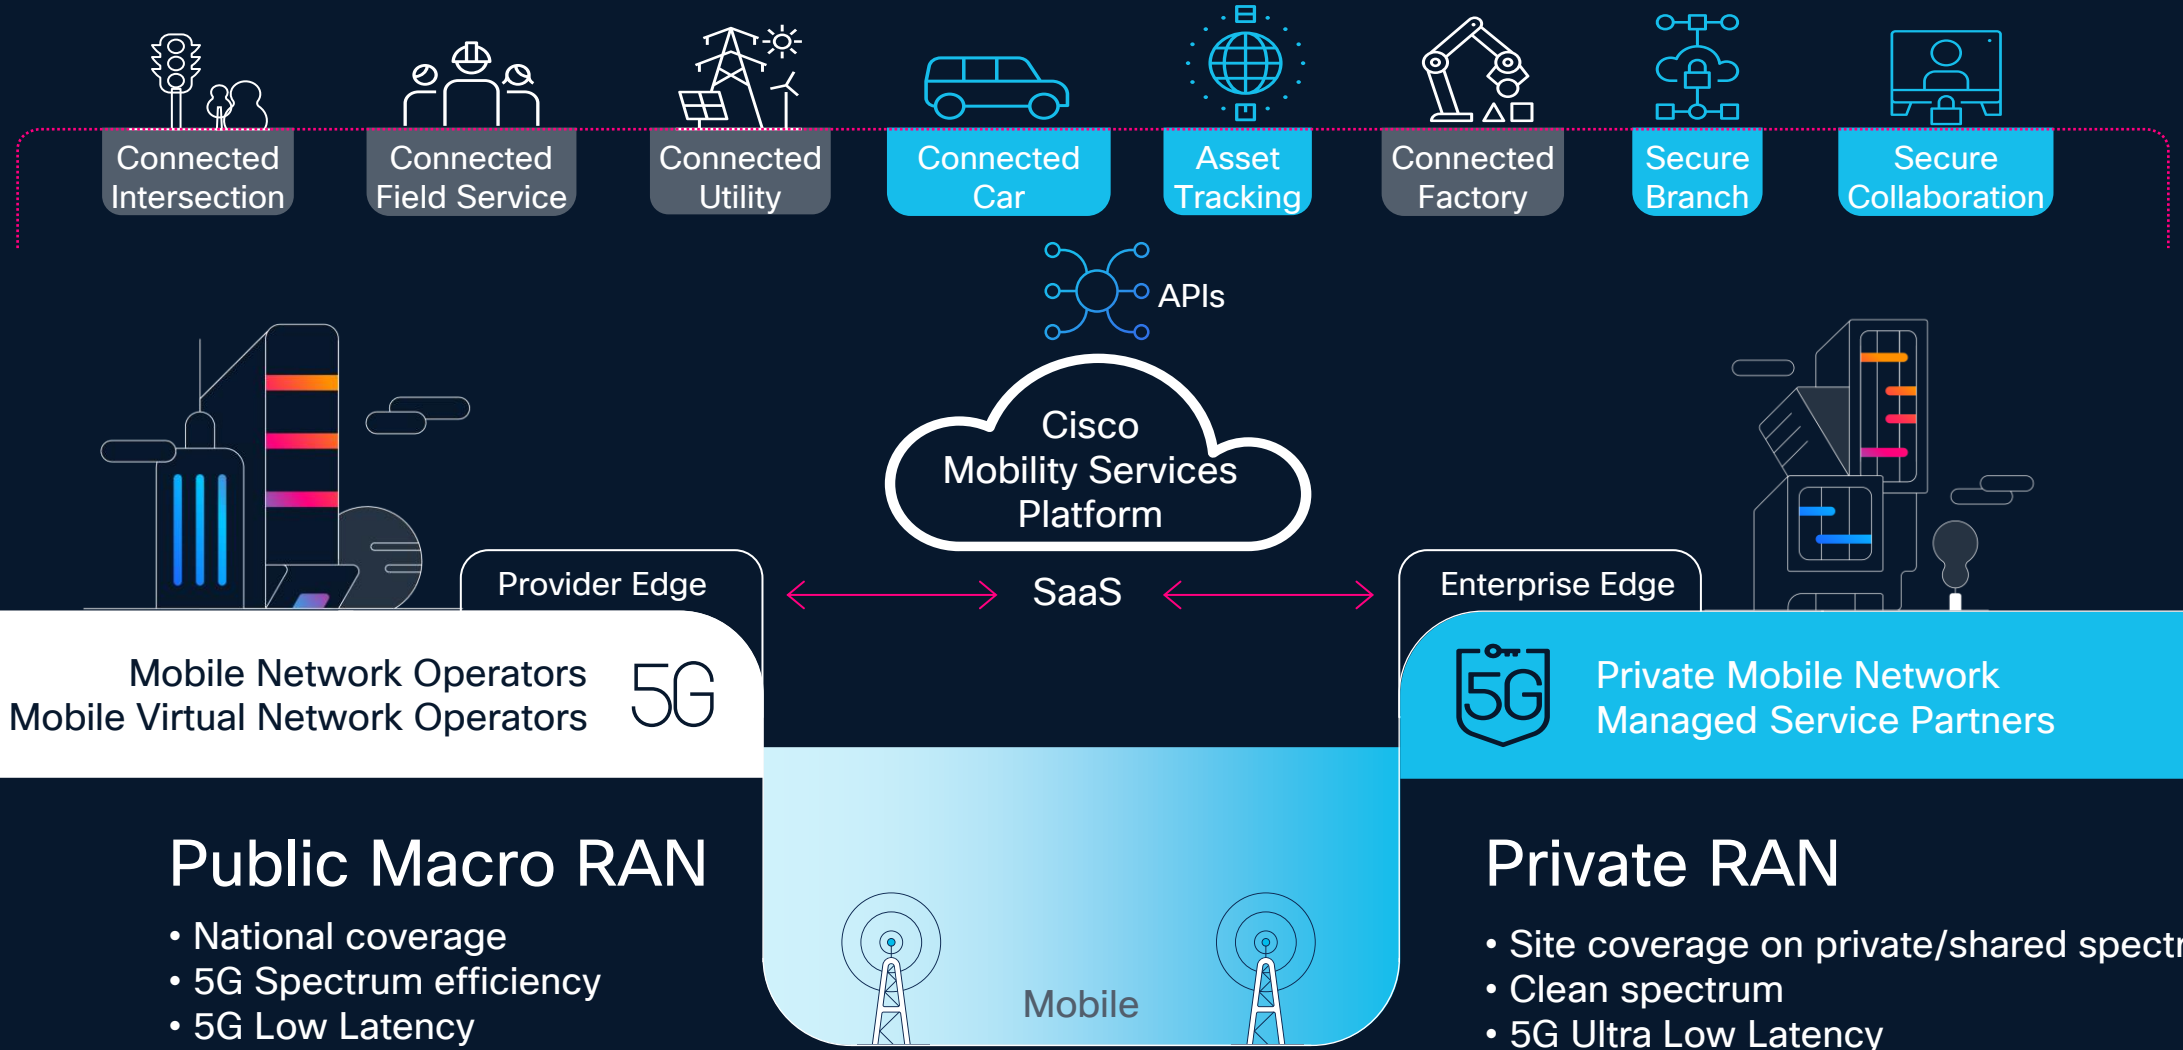 Connected
Intersection
Connected
Field Service
Connected
Utility
Connected
Car
Asset
Tracking
Connected
Factory
Secure
Branch
Secure
Collaboration
APIs
Cisco
Mobility Services
Platform
Provider Edge
SaaS
Enterprise Edge
Mobile Network Operators
Mobile Virtual Network Operators
5G
5G
Private Mobile Network
Managed Service Partners
Public Macro RAN
• National coverage
• 5G Spectrum efficiency
• 5G Low Latency
Mobile
Private RAN
• Site coverage on private/shared
• Clean spectrum
• 5G Ultra Low Latency